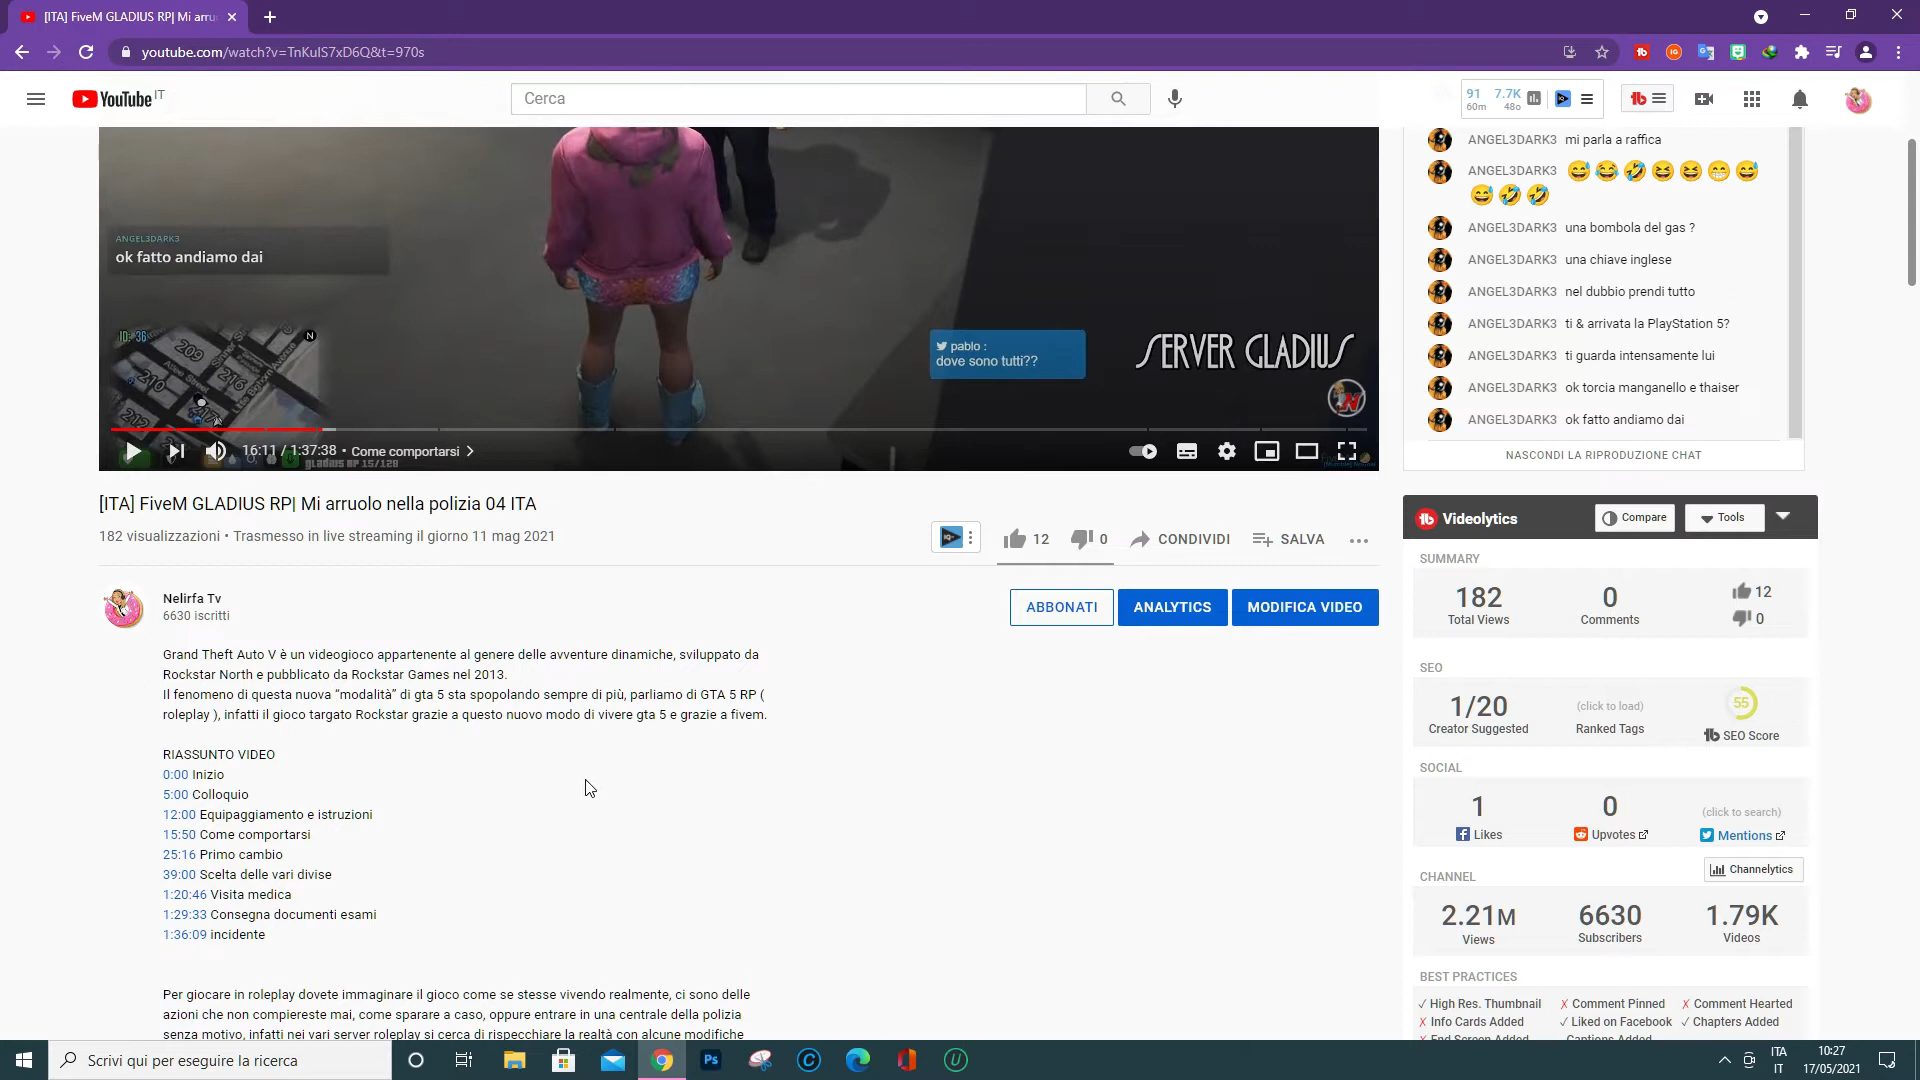 [ITA] FiveM GLADIUS RP| Mi arru
youtube.com/watch?v=TnKuIS7xD6Q&t=970s
YouTube IT
Cerca
91 7.7K
60m 48o
ANGEL3DARK3
ok fatto andiamo dai
ID: 36
N
209
216
210
217
212
pablo :
dove sono tutti??
SERVER GLADIUS
16:11 / 1:37:38 • Come comportarsi
gladius RP 15/128
ANGEL3DARK3 mi parla a raffica
ANGEL3DARK3 😅😂🤣😆😆😁😅
😅🤣🤣
ANGEL3DARK3 una bombola del gas ?
ANGEL3DARK3 una chiave inglese
ANGEL3DARK3 nel dubbio prendi tutto
ANGEL3DARK3 ti & arrivata la PlayStation 5?
ANGEL3DARK3 ti guarda intensamente lui
ANGEL3DARK3 ok torcia manganello e thaiser
ANGEL3DARK3 ok fatto andiamo dai
NASCONDI LA RIPRODUZIONE CHAT
[ITA] FiveM GLADIUS RP| Mi arruolo nella polizia 04 ITA
182 visualizzazioni • Trasmesso in live streaming il giorno 11 mag 2021
12 0 CONDIVIDI SALVA
Nelirfa Tv
6630 iscritti
ABBONATI ANALYTICS MODIFICA VIDEO
Grand Theft Auto V è un videogioco appartenente al genere delle avventure dinamiche, sviluppato da
Rockstar North e pubblicato da Rockstar Games nel 2013.
Il fenomeno di questa nuova “modalità” di gta 5 sta spopolando sempre di più, parliamo di GTA 5 RP (
roleplay ), infatti il gioco targato Rockstar grazie a questo nuovo modo di vivere gta 5 e grazie a fivem.
RIASSUNTO VIDEO
0:00 Inizio
5:00 Colloquio
12:00 Equipaggiamento e istruzioni
15:50 Come comportarsi
25:16 Primo cambio
39:00 Scelta delle vari divise
1:20:46 Visita medica
1:29:33 Consegna documenti esami
1:36:09 incidente
Per giocare in roleplay dovete immaginare il gioco come se stesse vivendo realmente, ci sono delle
azioni che non compiereste mai, come sparare a caso, oppure entrare in una centrale della polizia
senza motivo, infatti nei vari server roleplay si cerca di rispecchiare la realtà con alcune modifiche
Videolytics Compare Tools
SUMMARY
182 0 12
Total Views Comments 0
SEO
1/20 (click to load) 55
Creator Suggested Ranked Tags SEO Score
SOCIAL
1 0 (click to search)
Likes Upvotes Mentions
CHANNEL Channelytics
2.21M 6630 1.79K
Views Subscribers Videos
BEST PRACTICES
✓ High Res. Thumbnail ✗ Comment Pinned ✗ Comment Hearted
✗ Info Cards Added ✓ Liked on Facebook ✓ Chapters Added
✗ End Screen Added Captions Added
Scrivi qui per eseguire la ricerca
Ps
ITA
IT
10:27
17/05/2021